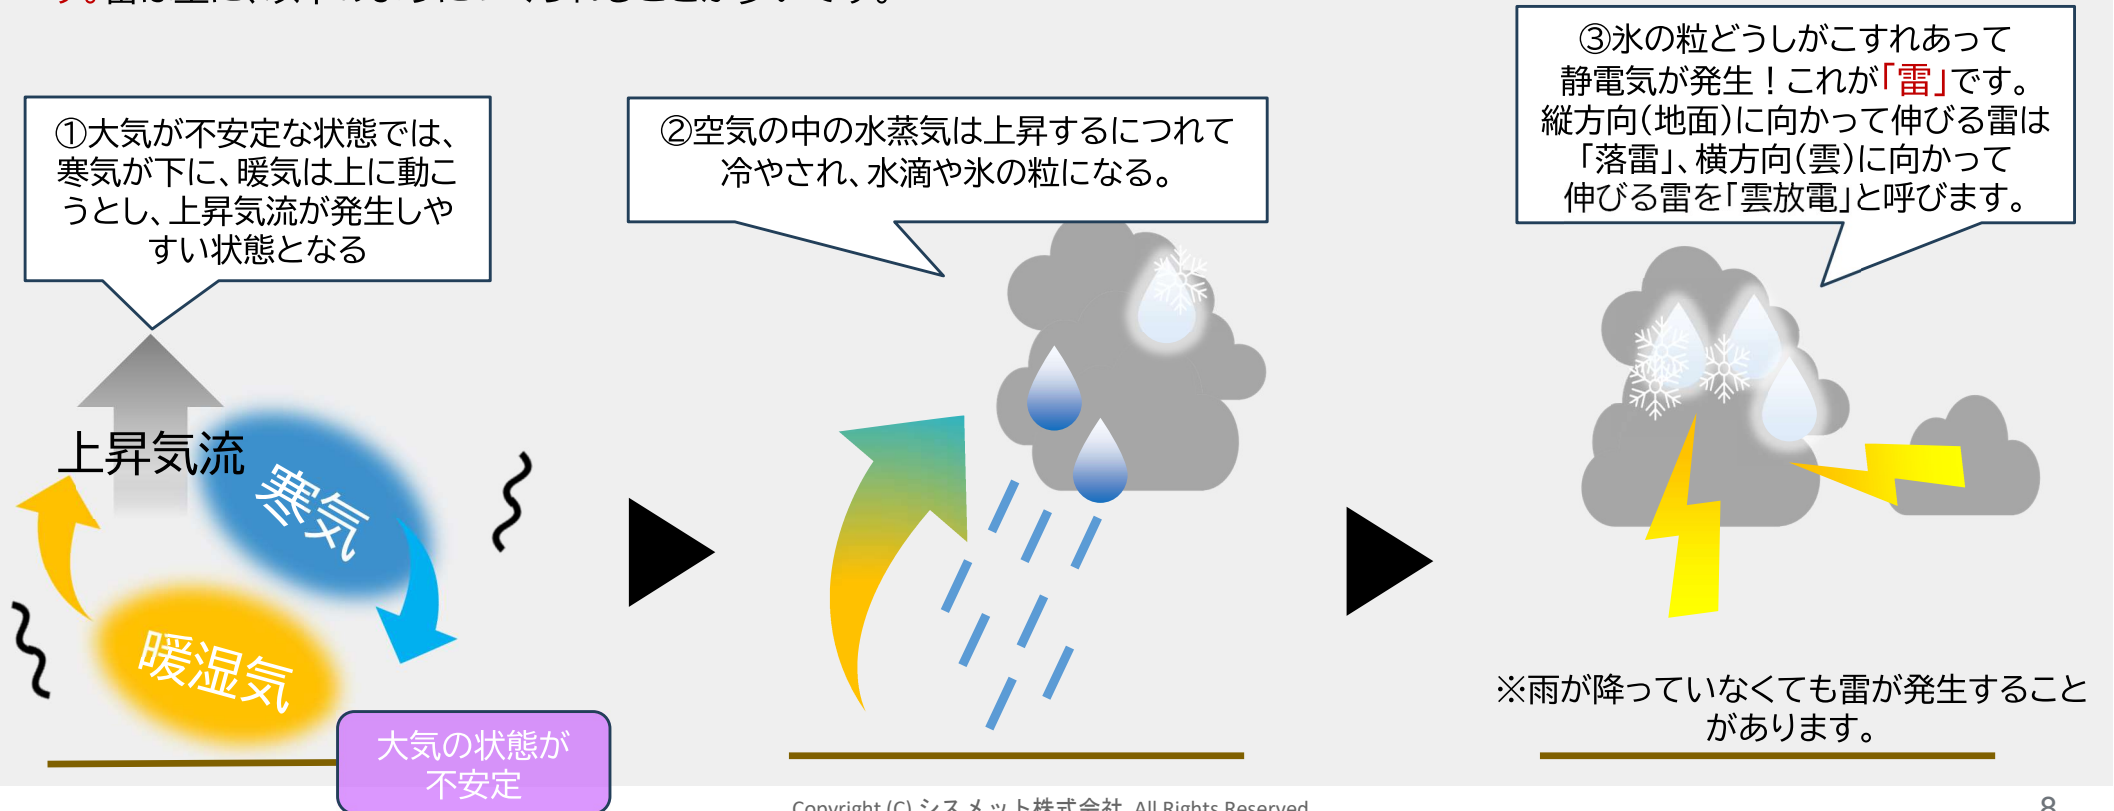 す。
①大気が不安定な状態では、
寒気が下に、暖気は上に動こ
うとし、上昇気流が発生しや
すい状態となる
上昇気流
寒気
暖湿気
大気の状態が
不安定
②空気の中の水蒸気は上昇するにつれて
冷やされ、水滴や氷の粒になる。
③氷の粒どうしがこすれあって
静電気が発生！これが「雷」です。
縦方向(地面)に向かって伸びる雷は
「落雷」、横方向(雲)に向かって
伸びる雷を「雲放電」と呼びます。
※雨が降っていなくても雷が発生すること
があります。
Copyright (C) シスメット株式会社 All Rights Reserved
8